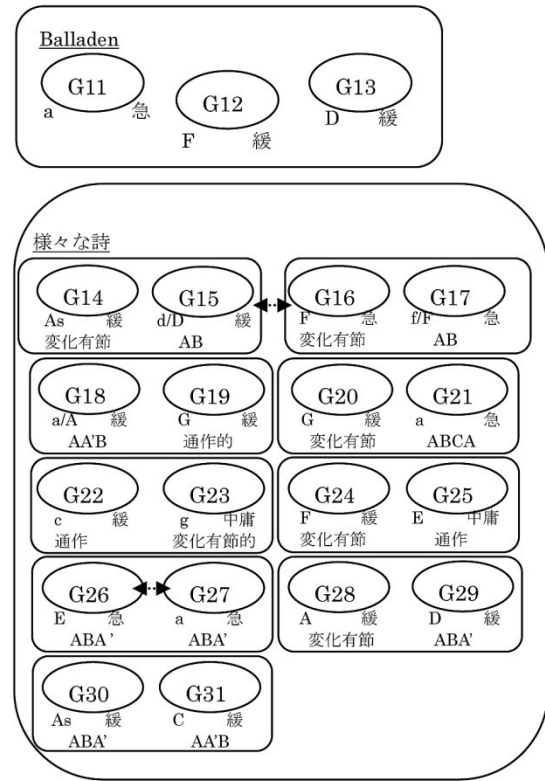 Balladen
G11 G12 G13
a 急 F 緩 D 緩
様々な詩
G14 G15 G16 G17
As 緩 d/D 緩 F 急 f/F 急
変化有節 AB 変化有節 AB
G18 G19 G20 G21
a/A 緩 G 緩 G 緩 a 急
AA'B 通作的 変化有節 ABCA
G22 G23 G24 G25
c 緩 g 中庸 F 緩 E 中庸
通作 変化有節的 変化有節 通作
G26 G27 G28 G29
E 急 a 急 A 緩 D 緩
ABA' ABA' 変化有節 ABA'
G30 G31
As 緩 C 緩
ABA' AA'B